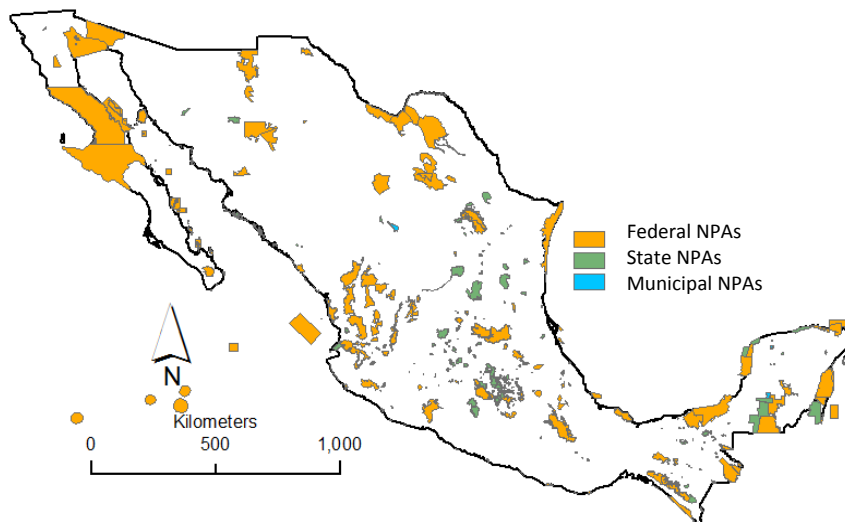 Federal NPAs
State NPAs
Municipal NPAs
N
Kilometers
0 500 1,000